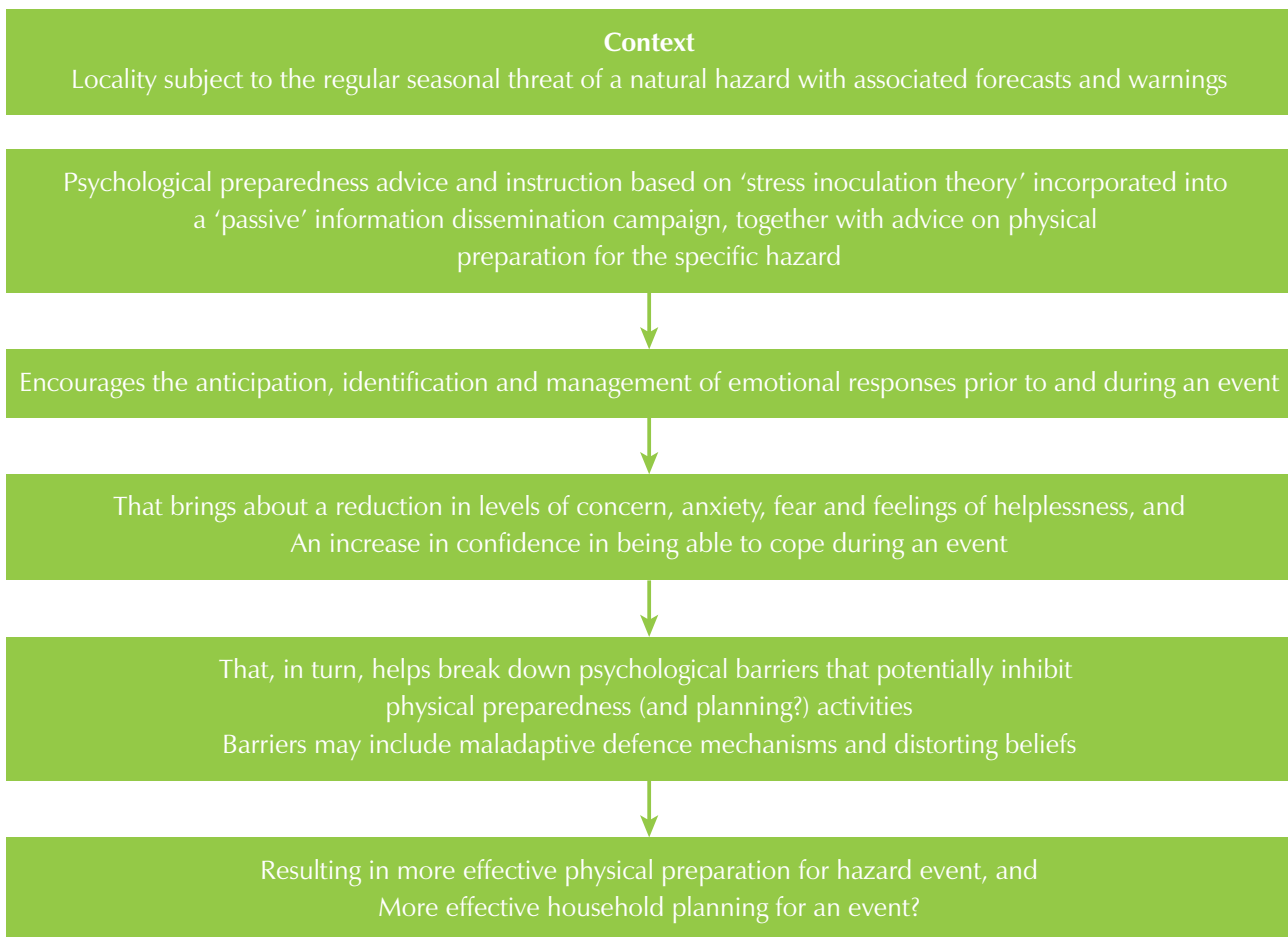 Context
Locality subject to the regular seasonal threat of a natural hazard with associated forecasts and warnings
Psychological preparedness advice and instruction based on ‘stress inoculation theory’ incorporated into
a ‘passive’ information dissemination campaign, together with advice on physical
preparation for the specific hazard
Encourages the anticipation, identification and management of emotional responses prior to and during an event
That brings about a reduction in levels of concern, anxiety, fear and feelings of helplessness, and
An increase in confidence in being able to cope during an event
That, in turn, helps break down psychological barriers that potentially inhibit
physical preparedness (and planning?) activities
Barriers may include maladaptive defence mechanisms and distorting beliefs
Resulting in more effective physical preparation for hazard event, and
More effective household planning for an event?